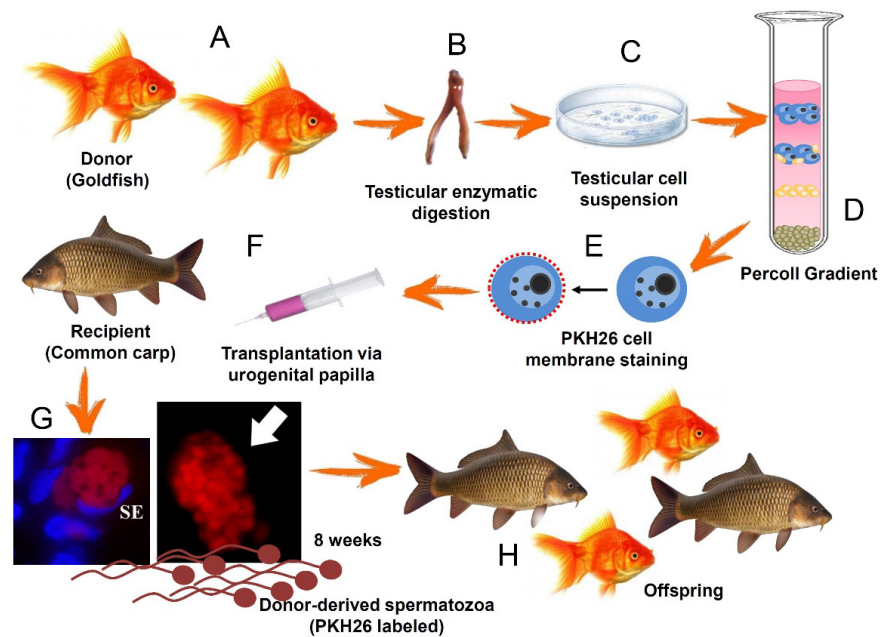 A
Donor
(Goldfish)
B
Testicular enzymatic
digestion
C
Testicular cell
suspension
D
Percoll Gradient
E
PKH26 cell
membrane staining
F
Transplantation via
urogenital papilla
Recipient
(Common carp)
G
SE
8 weeks
Donor-derived spermatozoa
(PKH26 labeled)
H
Offspring